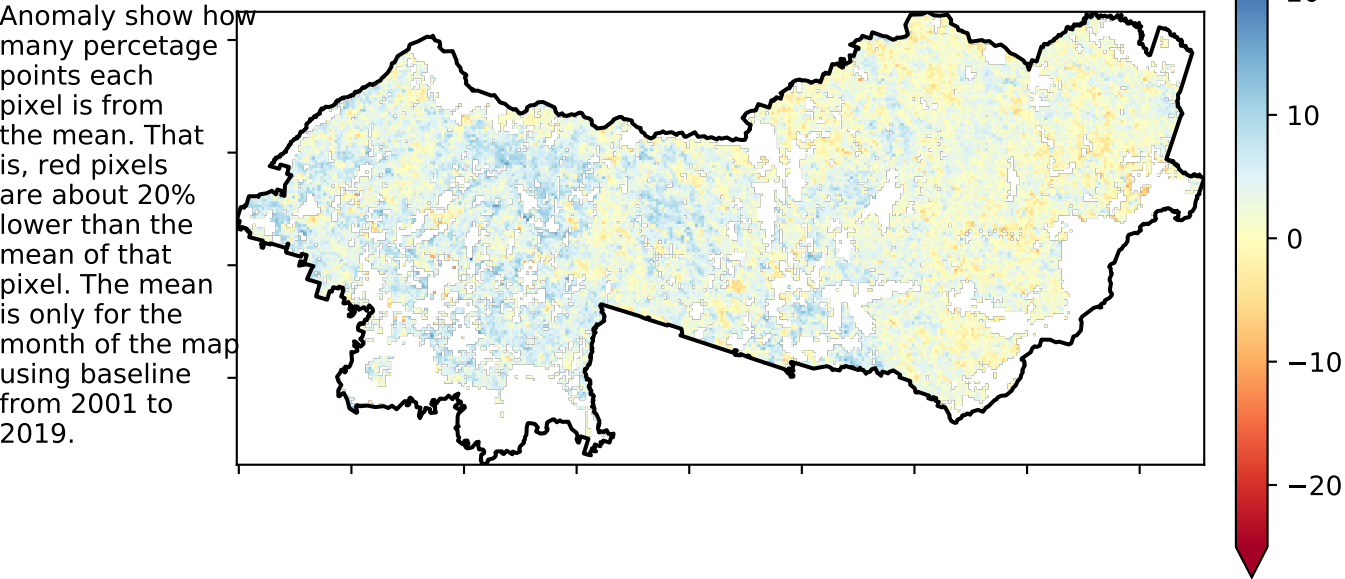 Anomaly show how
many percetage
points each
pixel is from
the mean. That
is, red pixels
are about 20%
lower than the
mean of that
pixel. The mean
is only for the
month of the map
using baseline
from 2001 to
2019.
10
0
−10
−20